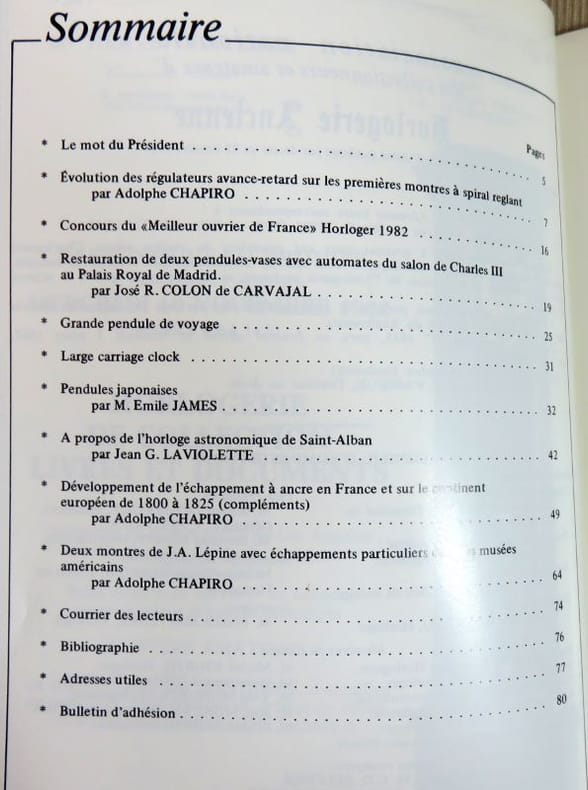 Sommaire
Pages
* Le mot du Président . . . . . . . . . . . . . . . . . . . . . . . . . . . . 5
* Évolution des régulateurs avance-retard sur les premières montres à spiral reglant
par Adolphe CHAPIRO . . . . . . . . . . . . . . . . . . . . . . . . 7
* Concours du «Meilleur ouvrier de France» Horloger 1982 . . . . . . . . . . 16
* Restauration de deux pendules-vases avec automates du salon de Charles III
au Palais Royal de Madrid.
par José R. COLON de CARVAJAL . . . . . . . . . . . . . . . . . . 19
* Grande pendule de voyage . . . . . . . . . . . . . . . . . . . . . . . . 25
* Large carriage clock . . . . . . . . . . . . . . . . . . . . . . . . . . . 31
* Pendules japonaises
par M. Emile JAMES . . . . . . . . . . . . . . . . . . . . . . . . . 32
* A propos de l'horloge astronomique de Saint-Alban
par Jean G. LAVIOLETTE . . . . . . . . . . . . . . . . . . . . . . 42
* Développement de l'échappement à ancre en France et sur le continent
européen de 1800 à 1825 (compléments)
par Adolphe CHAPIRO . . . . . . . . . . . . . . . . . . . . . . . . 49
* Deux montres de J.A. Lépine avec échappements particuliers musées
américains
par Adolphe CHAPIRO . . . . . . . . . . . . . . . . . . . . . . . . 64
* Courrier des lecteurs . . . . . . . . . . . . . . . . . . . . . . . . . . . 74
* Bibliographie . . . . . . . . . . . . . . . . . . . . . . . . . . . . . . 76
* Adresses utiles . . . . . . . . . . . . . . . . . . . . . . . . . . . . . 77
* Bulletin d'adhésion . . . . . . . . . . . . . . . . . . . . . . . . . . . 80